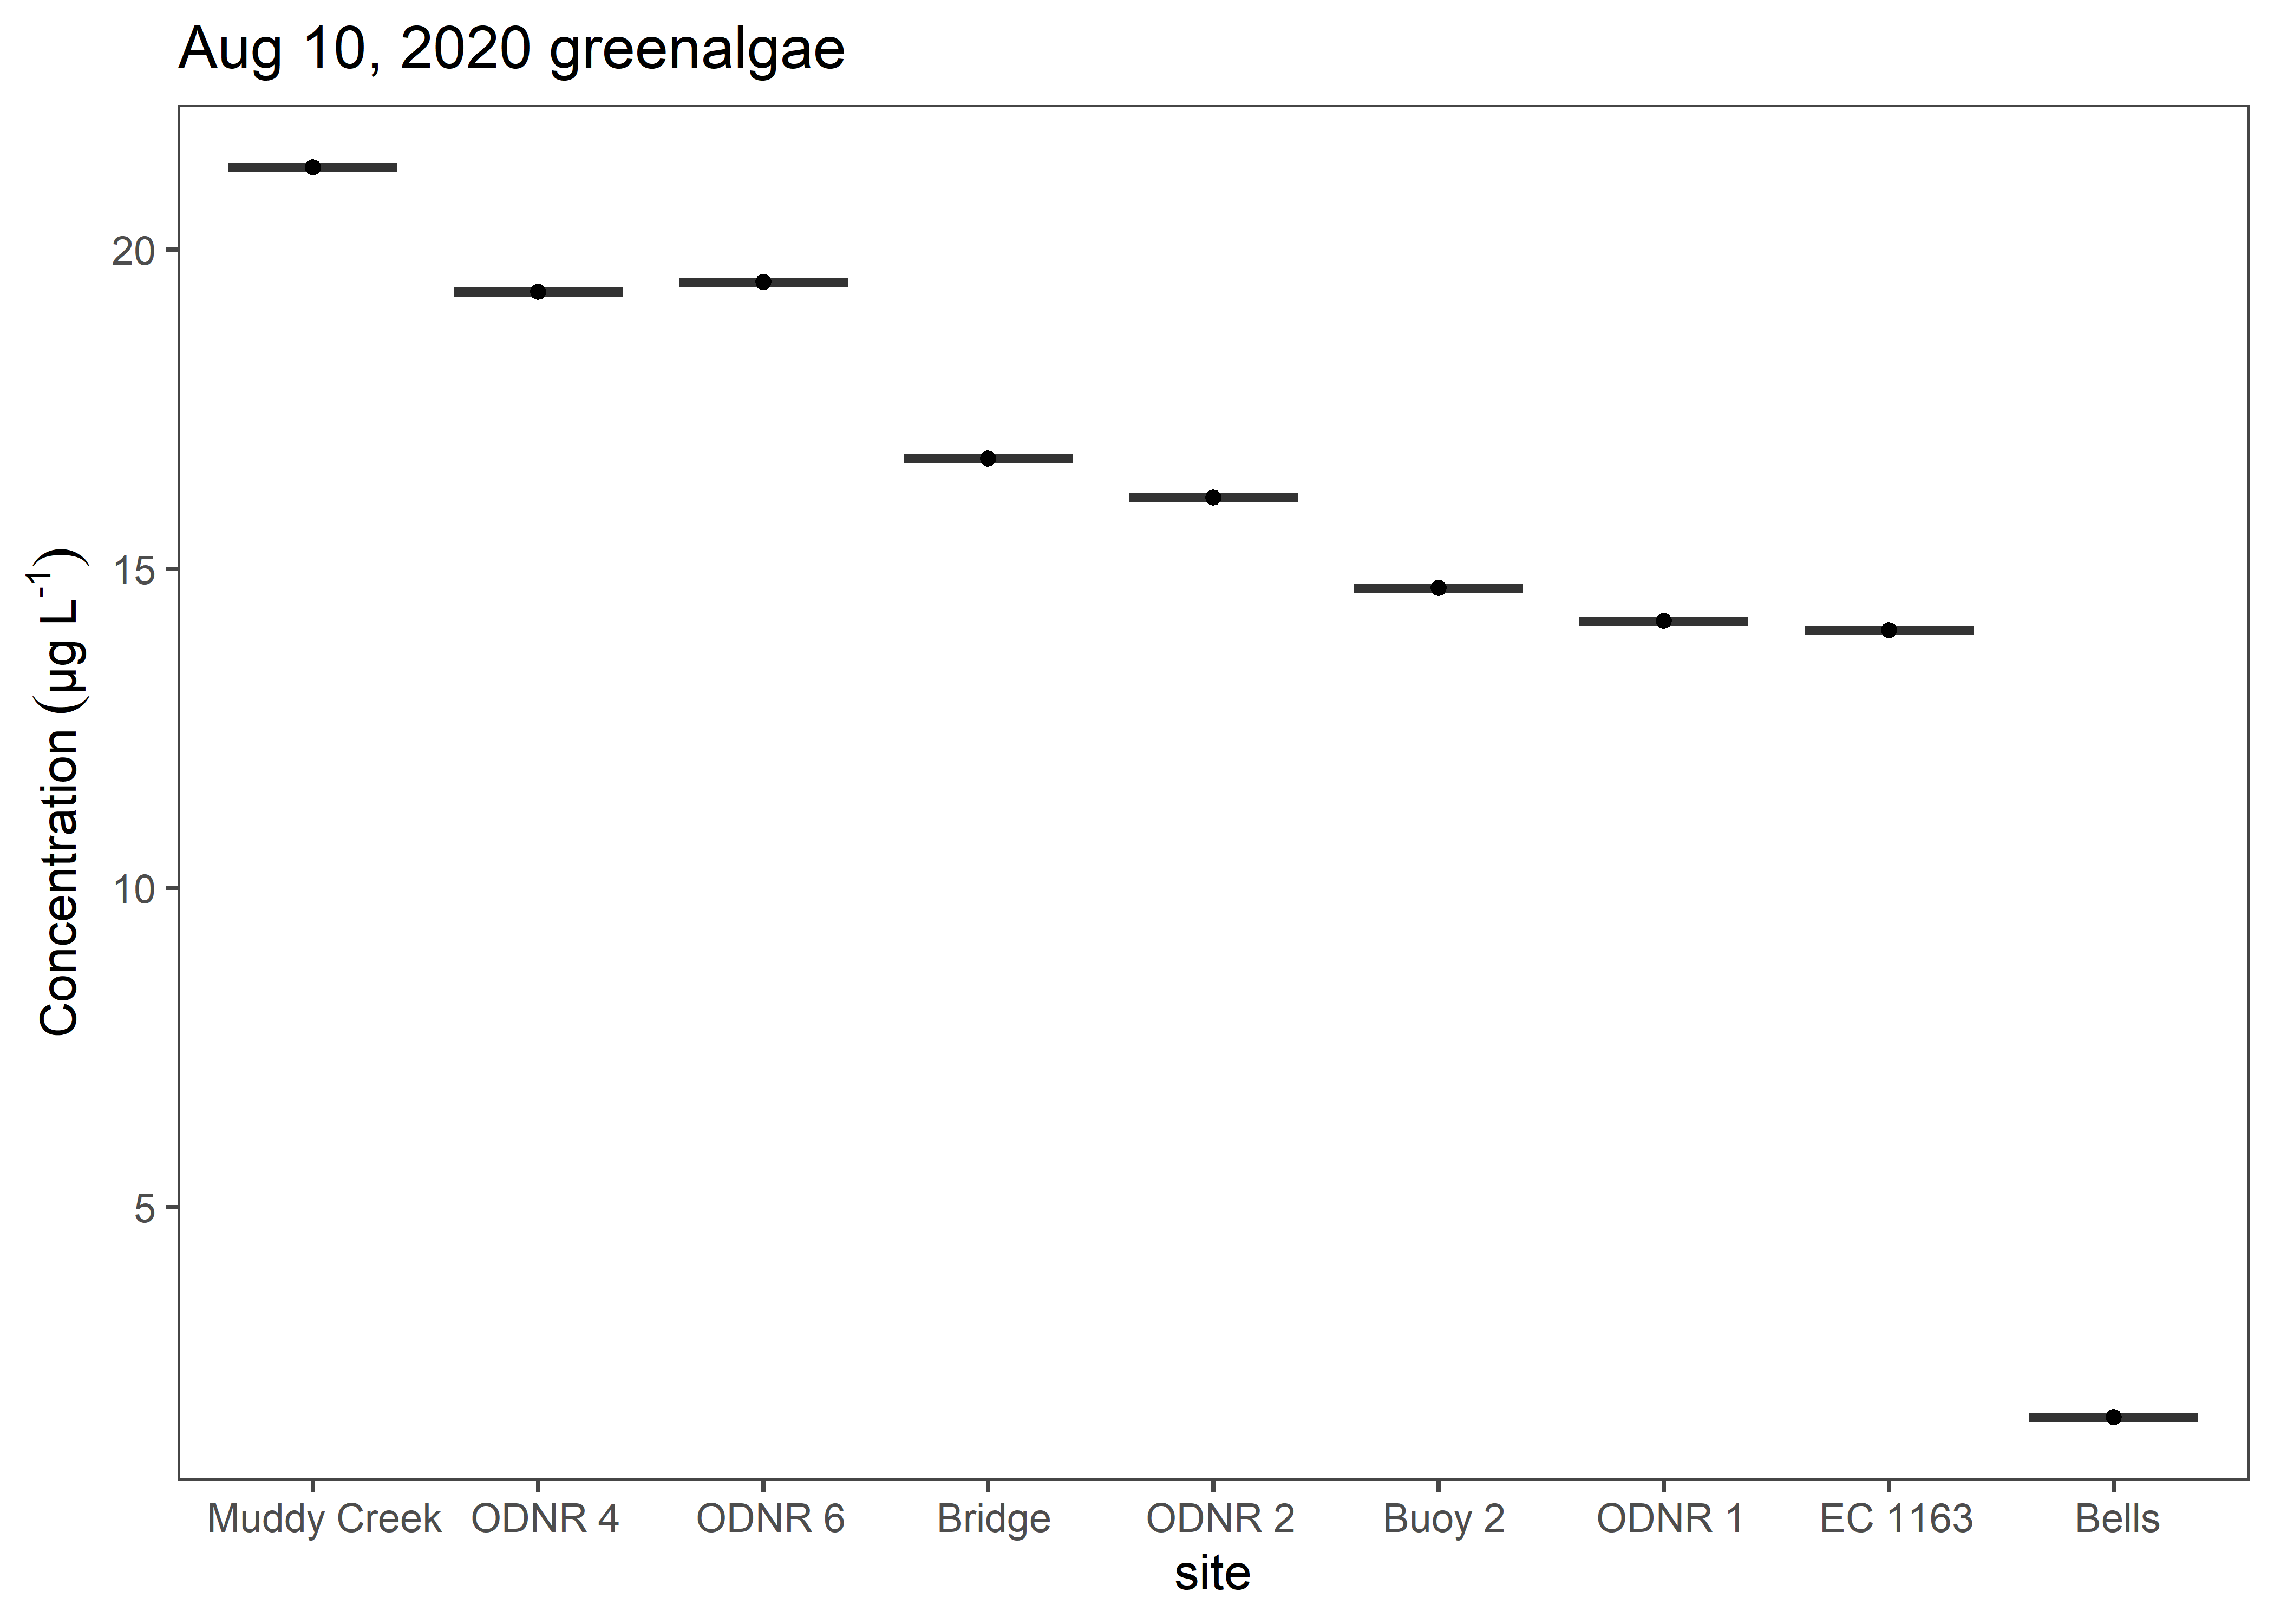 Aug 10, 2020 greenalgae
Concentration (µg L⁻¹)
20
15
10
5
Muddy Creek ODNR 4 ODNR 6 Bridge ODNR 2 Buoy 2 ODNR 1 EC 1163 Bells
site